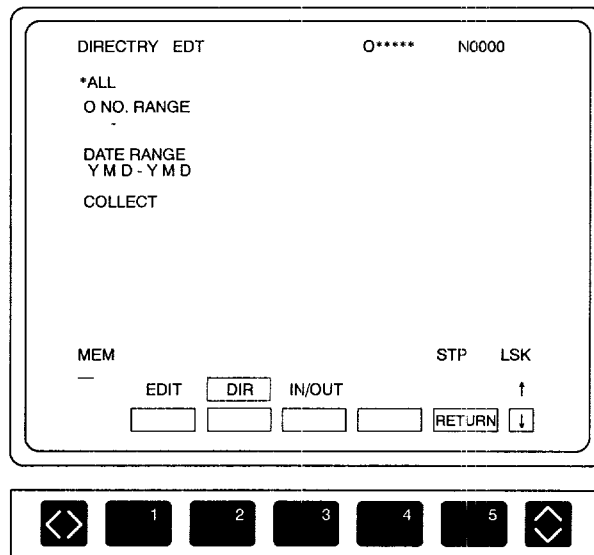 DIRECTRY EDT O***** N0000
*ALL
O NO. RANGE
-
DATE RANGE
Y M D - Y M D
COLLECT
MEM STP LSK
EDIT DIR IN/OUT ↑
RETURN ↓
1 2 3 4 5